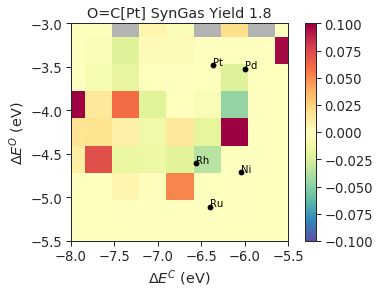 O=C[Pt] SynGas Yield 1.8
−3.0
−3.5
−4.0
−4.5
−5.0
−5.5
ΔE^O (eV)
Pt
Pd
Rh
Ni
Ru
−8.0 −7.5 −7.0 −6.5 −6.0 −5.5
ΔE^C (eV)
0.100
0.075
0.050
0.025
0.000
−0.025
−0.050
−0.075
−0.100